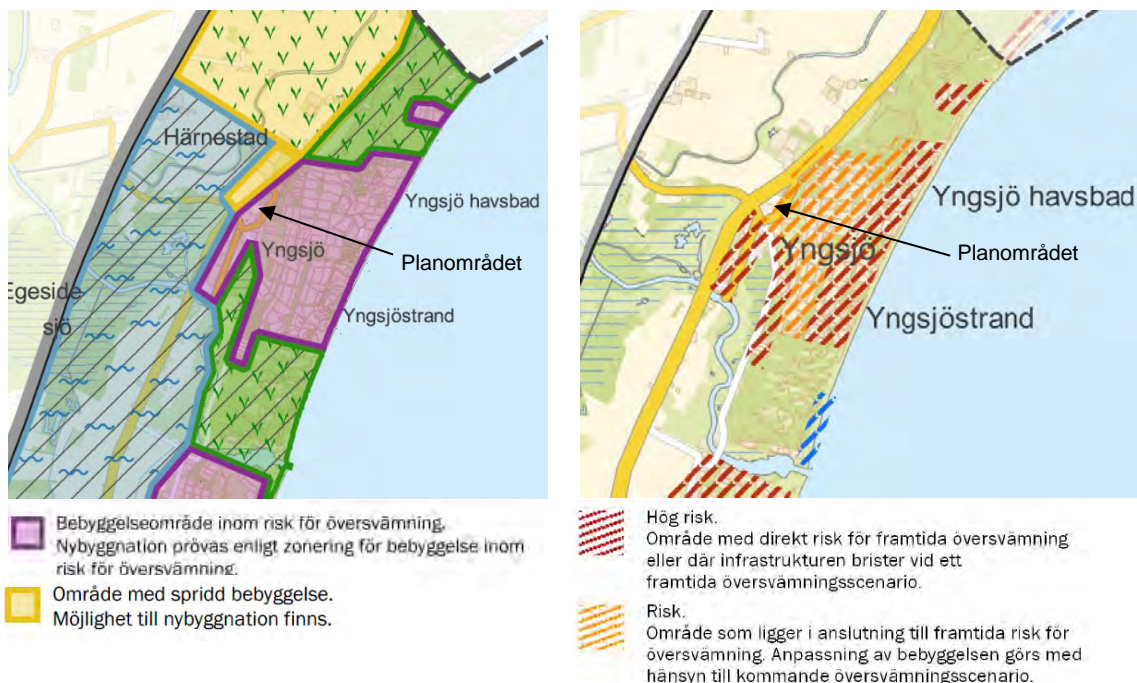 Härnestad
Yngsjö havsbad
Yngsjö
Planområdet
Egeside
sjö
Yngsjöstrand
Bebyggelseområde inom risk för översvämning.
Nybyggnation prövas enligt zonering för bebyggelse inom
risk för översvämning.
Område med spridd bebyggelse.
Möjlighet till nybyggnation finns.
Yngsjö havsbad
Yngsjö
Planområdet
Yngsjöstrand
Hög risk.
Område med direkt risk för framtida översvämning
eller där infrastrukturen brister vid ett
framtida översvämningsscenario.
Risk.
Område som ligger i anslutning till framtida risk för
översvämning. Anpassning av bebyggelsen görs med
hänsyn till kommande översvämningsscenario.